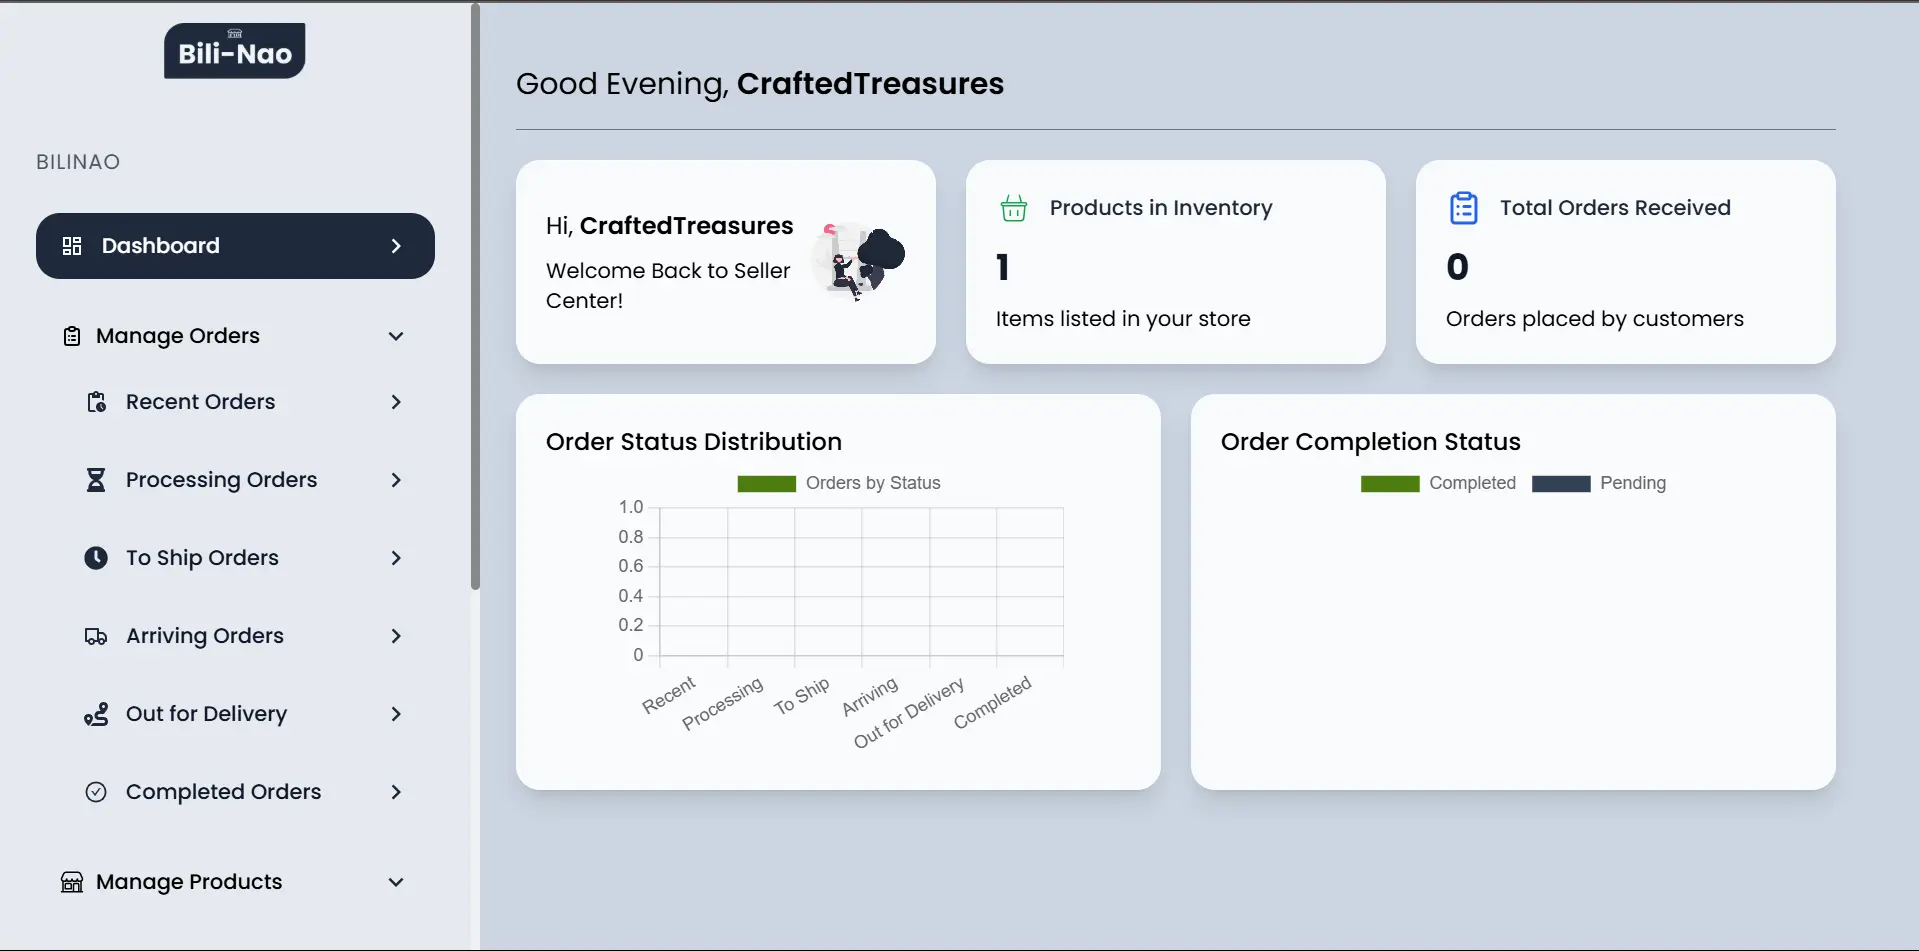 Bili-Nao
BILINAO
Dashboard
Manage Orders
Recent Orders
Processing Orders
To Ship Orders
Arriving Orders
Out for Delivery
Completed Orders
Manage Products
Good Evening, CraftedTreasures
Hi, CraftedTreasures
Welcome Back to Seller
Center!
Products in Inventory
1
Items listed in your store
Total Orders Received
0
Orders placed by customers
Order Status Distribution
Orders by Status
1.0
0.8
0.6
0.4
0.2
0
Recent
Processing
To Ship
Arriving
Out for Delivery
Completed
Order Completion Status
Completed
Pending